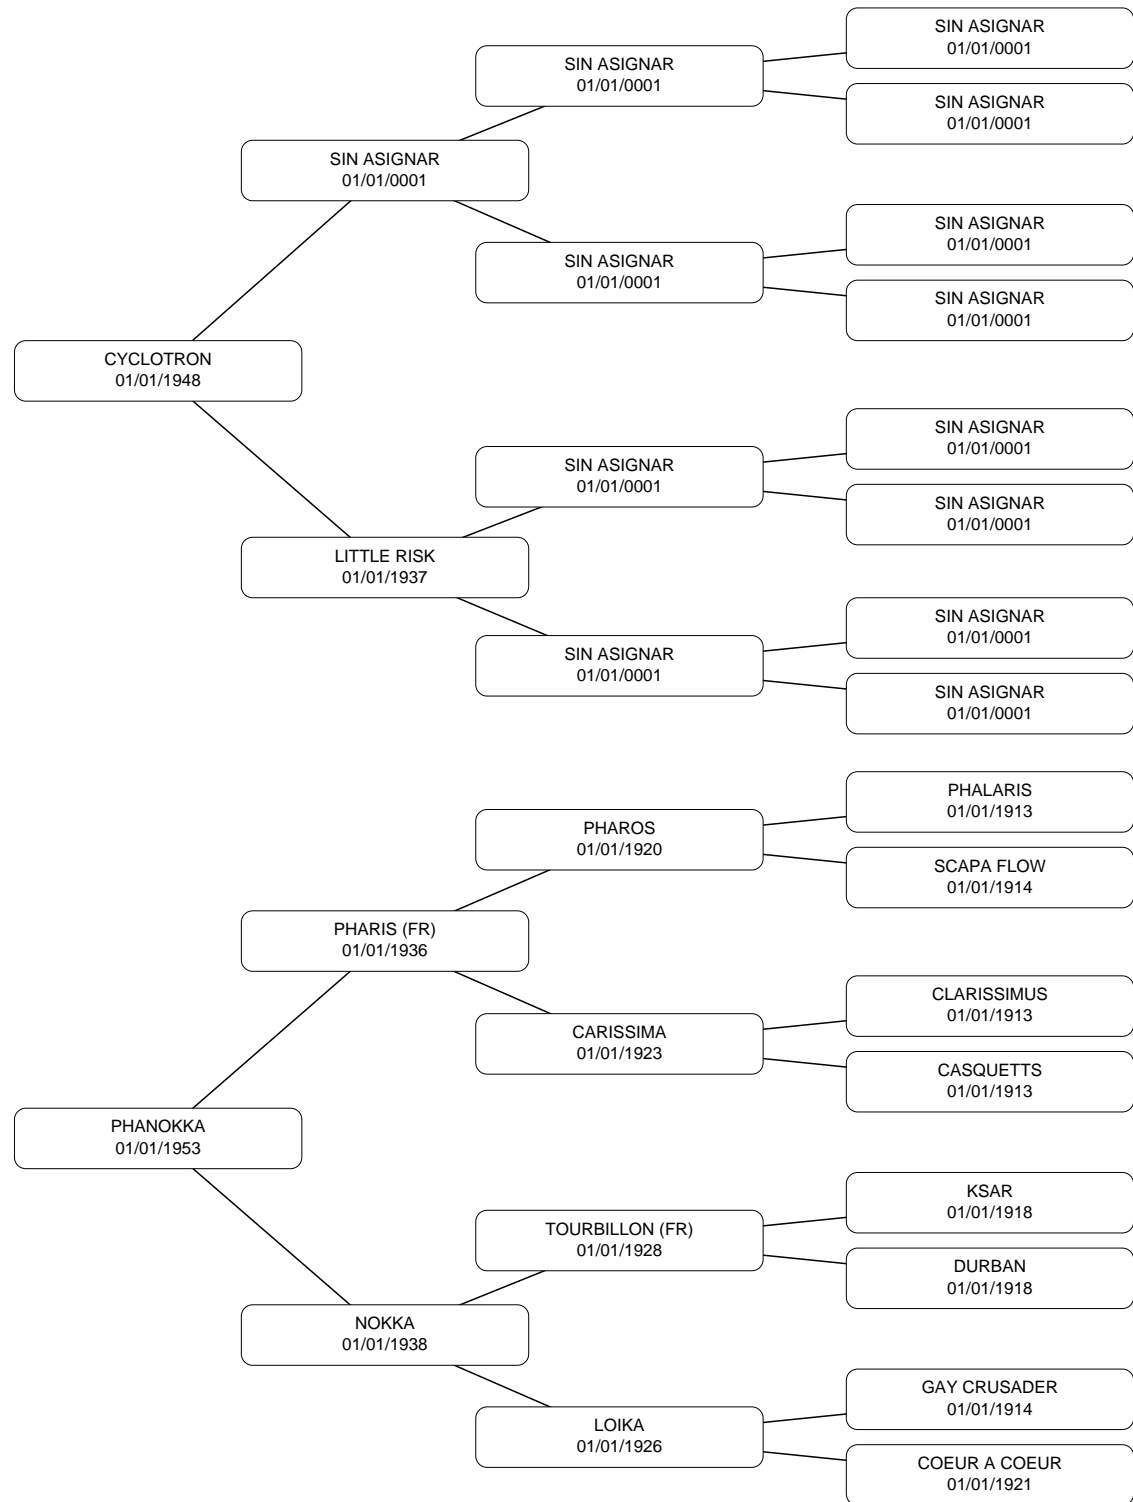 SIN ASIGNAR
01/01/0001
SIN ASIGNAR
01/01/0001
SIN ASIGNAR
01/01/0001
SIN ASIGNAR
01/01/0001
SIN ASIGNAR
01/01/0001
SIN ASIGNAR
01/01/0001
SIN ASIGNAR
01/01/0001
CYCLOTRON
01/01/1948
SIN ASIGNAR
01/01/0001
SIN ASIGNAR
01/01/0001
SIN ASIGNAR
01/01/0001
LITTLE RISK
01/01/1937
SIN ASIGNAR
01/01/0001
SIN ASIGNAR
01/01/0001
SIN ASIGNAR
01/01/0001
PHALARIS
01/01/1913
PHAROS
01/01/1920
SCAPA FLOW
01/01/1914
PHARIS (FR)
01/01/1936
CLARISSIMUS
01/01/1913
CARISSIMA
01/01/1923
CASQUETTS
01/01/1913
PHANOKKA
01/01/1953
KSAR
01/01/1918
TOURBILLON (FR)
01/01/1928
DURBAN
01/01/1918
NOKKA
01/01/1938
GAY CRUSADER
01/01/1914
LOIKA
01/01/1926
COEUR A COEUR
01/01/1921